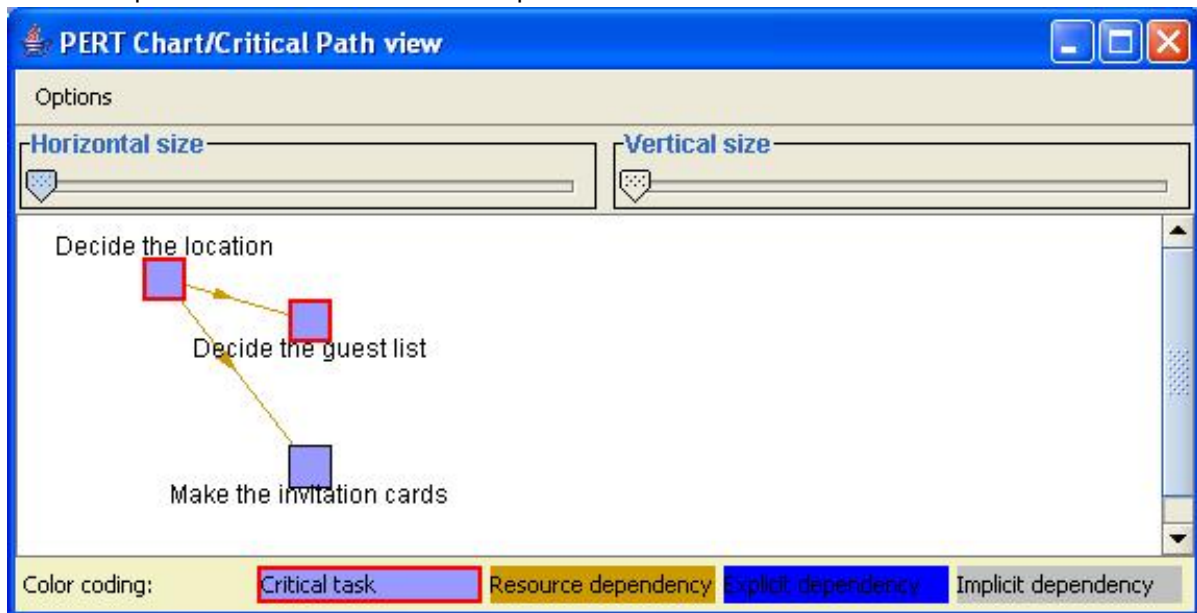 PERT Chart/Critical Path view
Options
Horizontal size
Vertical size
Decide the location
Decide the guest list
Make the invitation cards
Color coding:
Critical task
Resource dependency
Explicit dependency
Implicit dependency